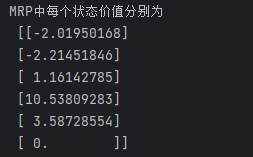 MRP中每个状态价值分别为
[[-2.01950168]
[-2.21451846]
[ 1.16142785]
[10.53809283]
[ 3.58728554]
[ 0.        ]]